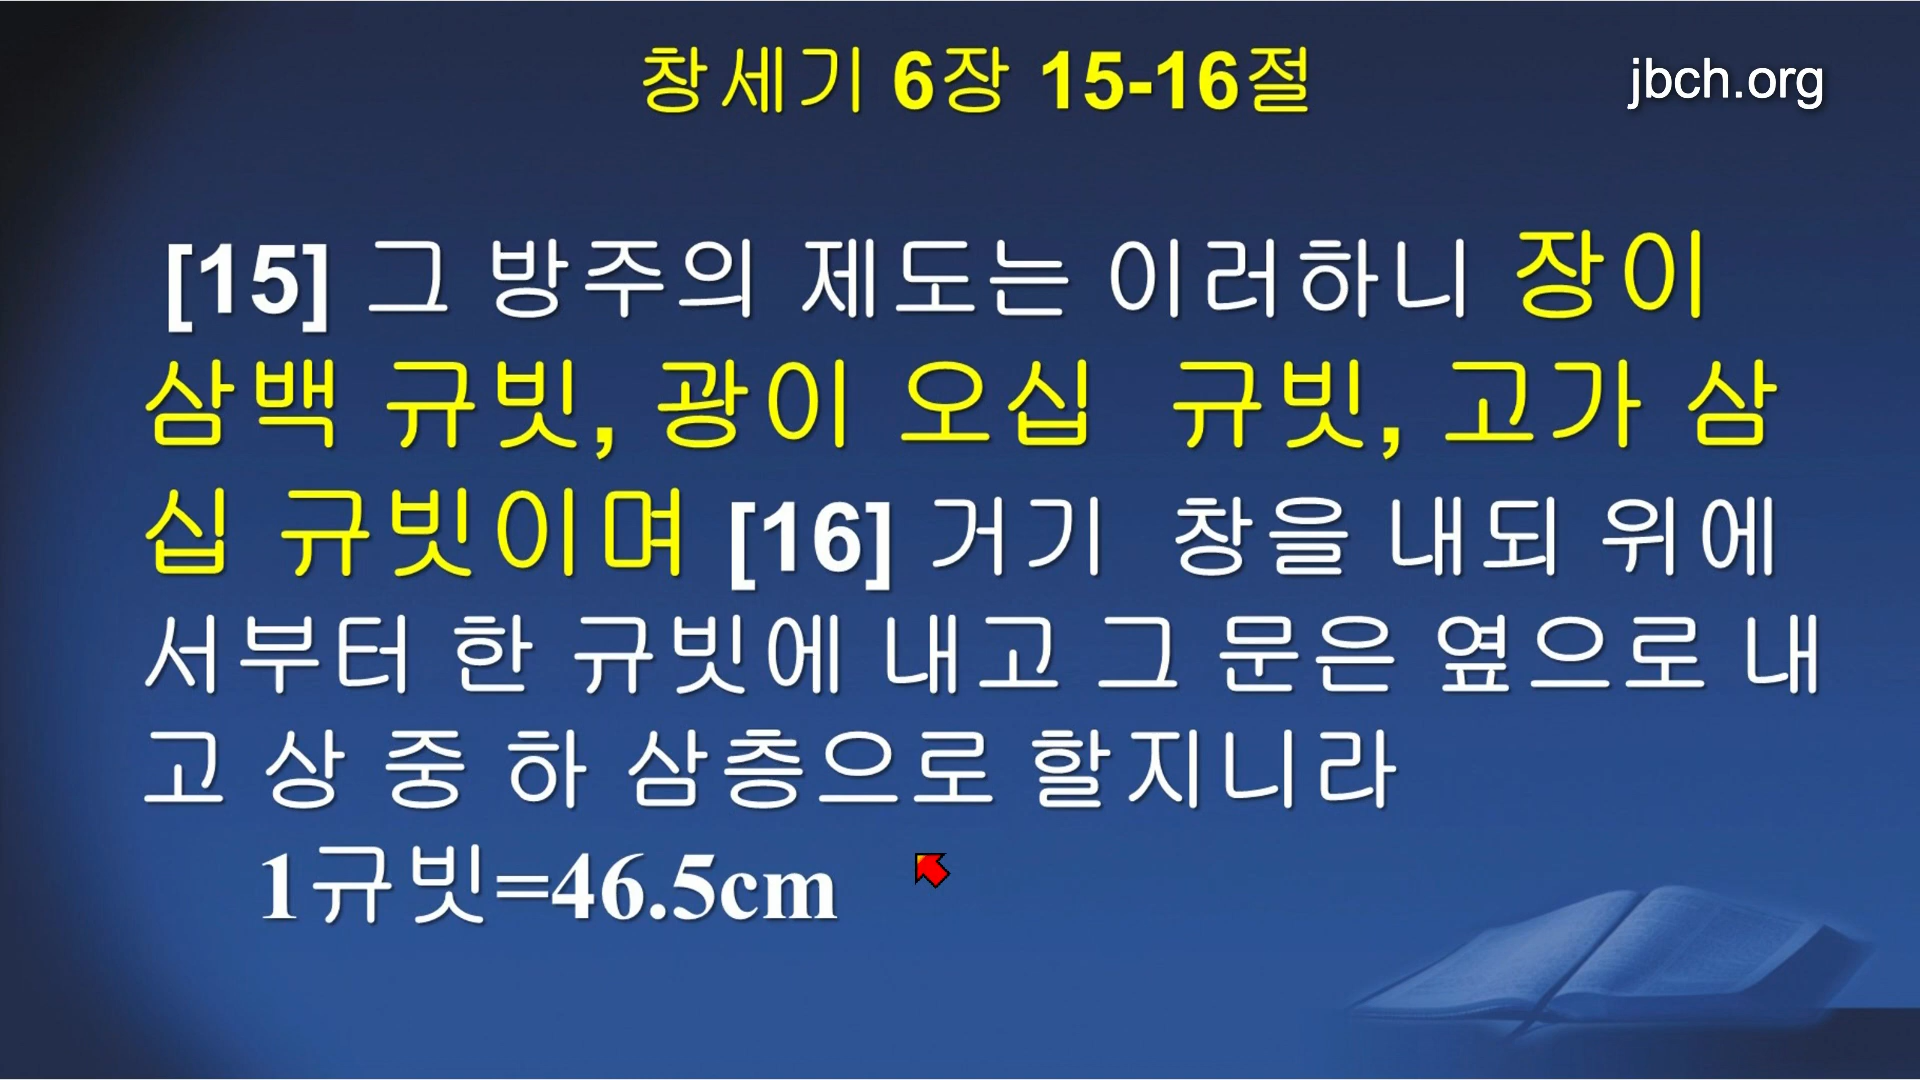 창세기 6장 15-16절
jbch.org
[15] 그 방주의 제도는 이러하니 장이
삼백 규빗, 광이 오십 규빗, 고가 삼
십 규빗이며 [16] 거기 창을 내되 위에
서부터 한 규빗에 내고 그 문은 옆으로 내
고 상 중 하 삼층으로 할지니라
1규빗=46.5cm